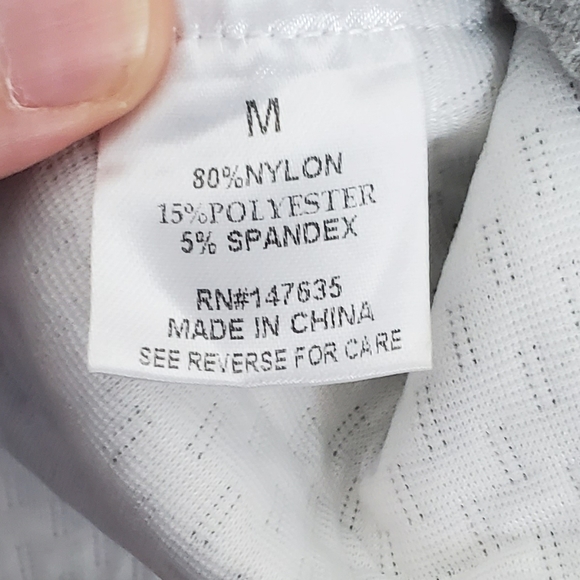 M
80%NYLON
15%POLYESTER
5% SPANDEX
RN#147635
MADE IN CHINA
SEE REVERSE FOR CARE